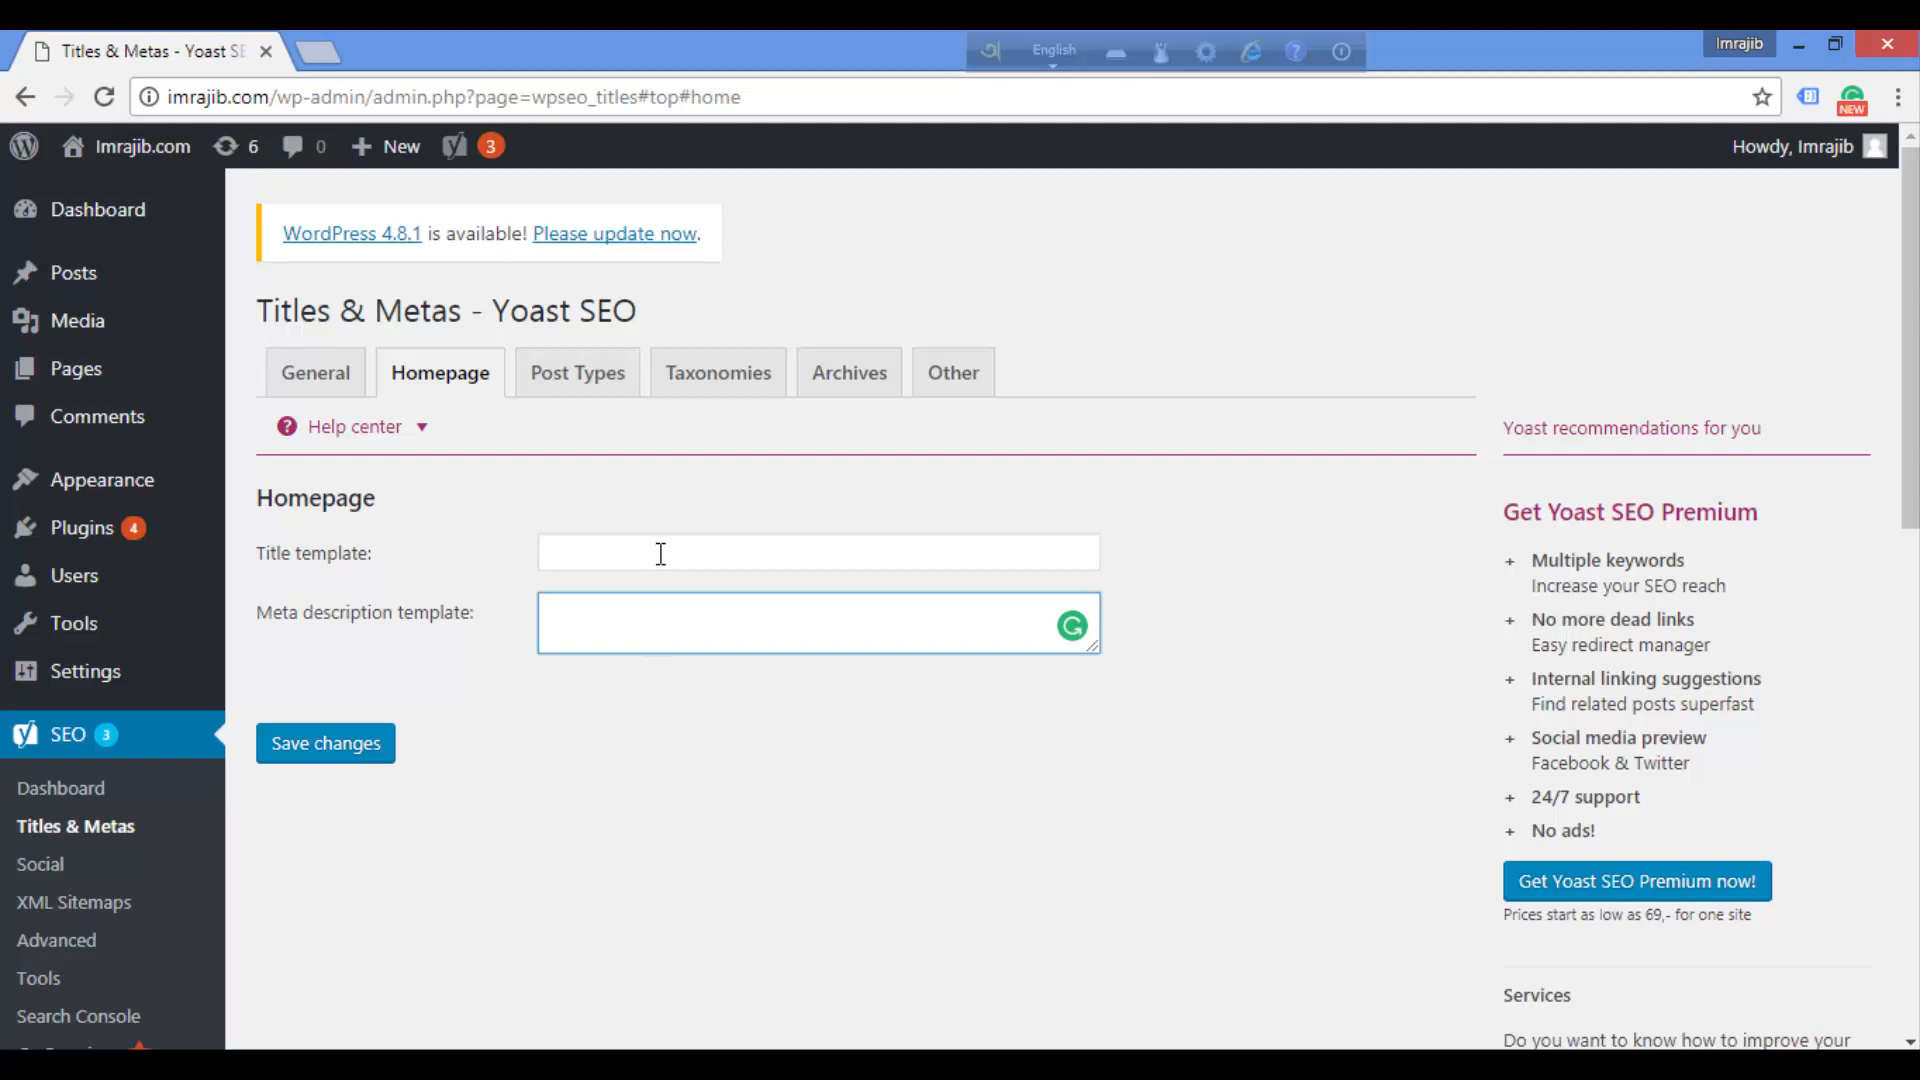 Titles & Metas - Yoast SE
English
Imrajib
imrajib.com/wp-admin/admin.php?page=wpseo_titles#top#home
NEW
Imrajib.com 6 0 New 3
Howdy, Imrajib
Dashboard
Posts
Media
Pages
Comments
Appearance
Plugins 4
Users
Tools
Settings
SEO 3
Dashboard
Titles & Metas
Social
XML Sitemaps
Advanced
Tools
Search Console
WordPress 4.8.1 is available! Please update now.
Titles & Metas - Yoast SEO
General Homepage Post Types Taxonomies Archives Other
Help center
Homepage
Title template:
Meta description template:
Save changes
Yoast recommendations for you
Get Yoast SEO Premium
+ Multiple keywords
Increase your SEO reach
+ No more dead links
Easy redirect manager
+ Internal linking suggestions
Find related posts superfast
+ Social media preview
Facebook & Twitter
+ 24/7 support
+ No ads!
Get Yoast SEO Premium now!
Prices start as low as 69,- for one site
Services
Do you want to know how to improve your